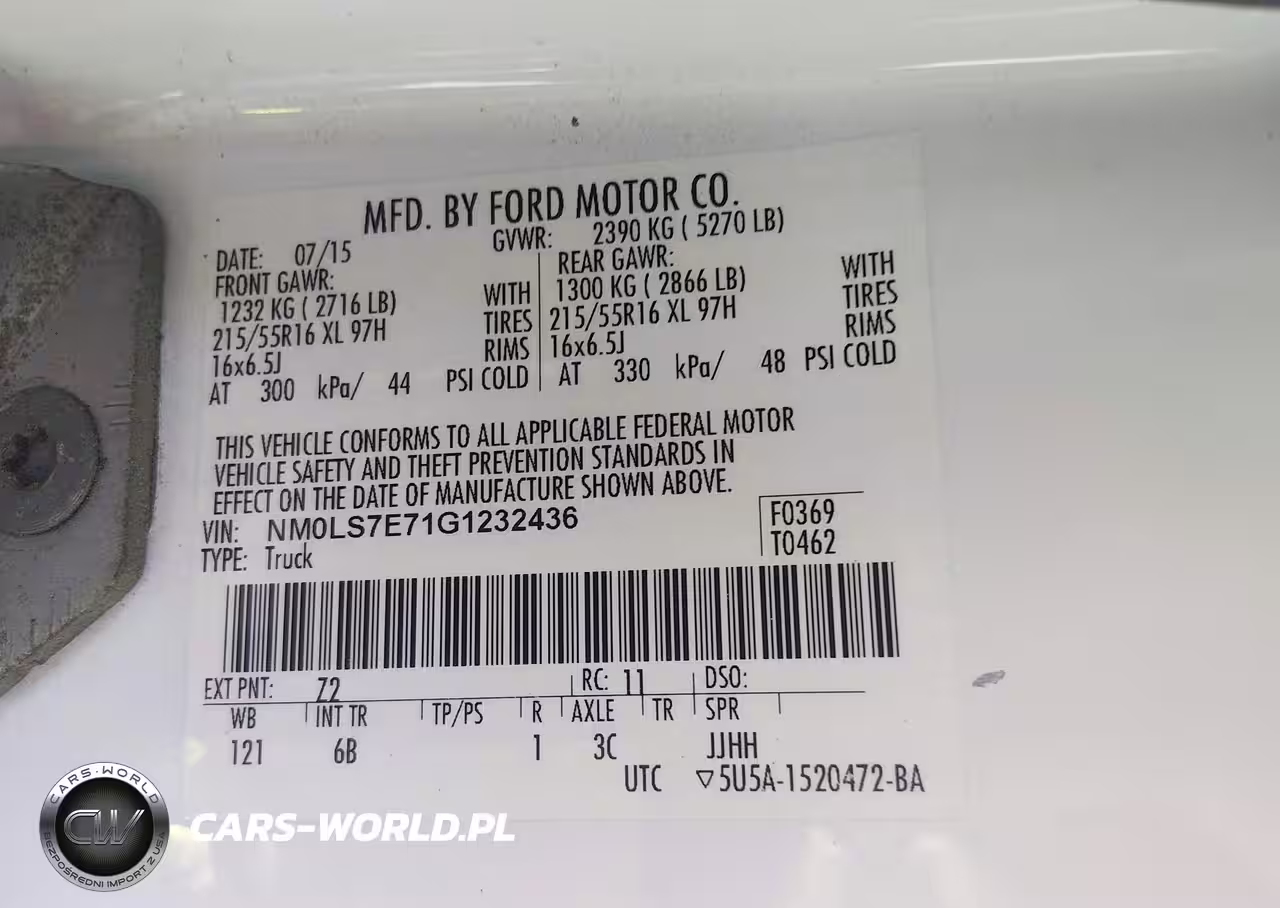 MFD. BY FORD MOTOR CO.
DATE: 07/15 GVWR: 2390 KG ( 5270 LB)
FRONT GAWR: REAR GAWR:
1232 KG ( 2716 LB) WITH 1300 KG ( 2866 LB) WITH
215/55R16 XL 97H TIRES 215/55R16 XL 97H TIRES
16x6.5J RIMS 16x6.5J RIMS
AT 300 kPa/ 44 PSI COLD AT 330 kPa/ 48 PSI COLD
THIS VEHICLE CONFORMS TO ALL APPLICABLE FEDERAL MOTOR
VEHICLE SAFETY AND THEFT PREVENTION STANDARDS IN
EFFECT ON THE DATE OF MANUFACTURE SHOWN ABOVE.
VIN: NM0LS7E71G1232436 F0369
TYPE: Truck T0462
EXT PNT: Z2 RC: 11 DSO:
WB INT TR TP/PS R AXLE TR SPR
121 6B 1 3C JJHH
UTC ▽5U5A-1520472-BA
CARS-WORLD
CW
BEZPOŚREDNI IMPORT Z USA
CARS-WORLD.PL